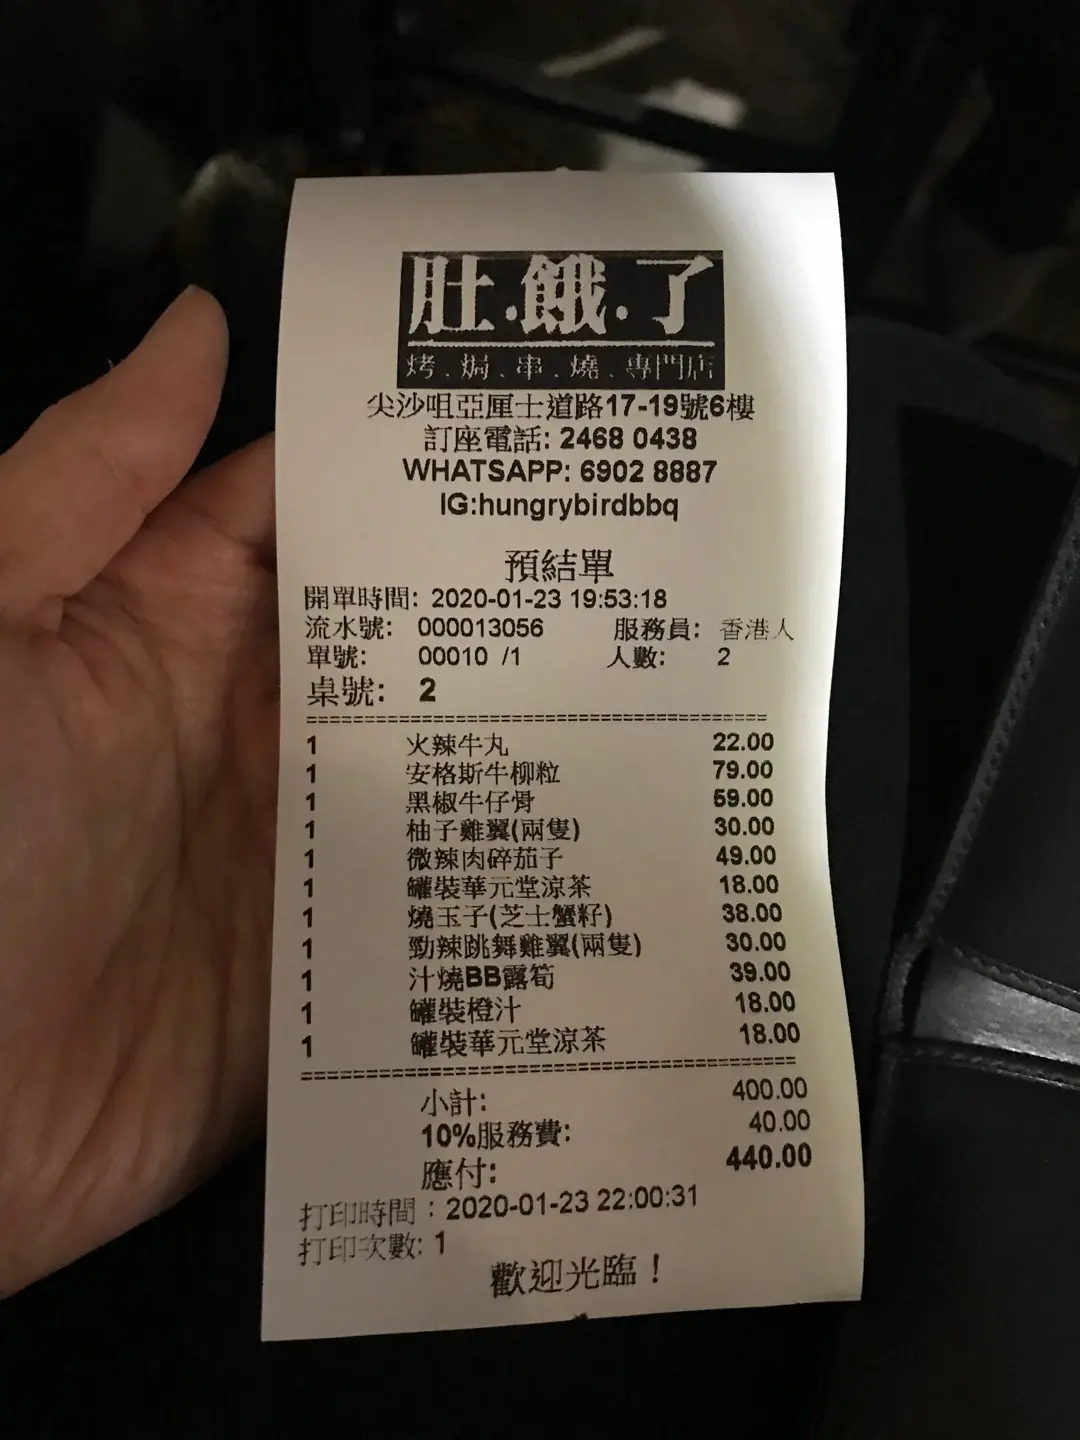 肚.餓.了
烤.焗.串.燒.專門店
尖沙咀亞厘士道路17-19號6樓
訂座電話: 2468 0438
WHATSAPP: 6902 8887
IG:hungrybirdbbq
預結單
開單時間: 2020-01-23 19:53:18
流水號: 000013056 服務員: 香港人
單號: 00010 /1 人數: 2
桌號: 2
1 火辣牛丸 22.00
1 安格斯牛柳粒 79.00
1 黑椒牛仔骨 59.00
1 柚子雞翼(兩隻) 30.00
1 微辣肉碎茄子 49.00
1 罐裝華元堂涼茶 18.00
1 燒玉子(芝士蟹籽) 38.00
1 勁辣跳舞雞翼(兩隻) 30.00
1 汁燒BB露筍 39.00
1 罐裝橙汁 18.00
1 罐裝華元堂涼茶 18.00
小計: 400.00
10%服務費: 40.00
應付: 440.00
打印時間：2020-01-23 22:00:31
打印次數: 1
歡迎光臨！